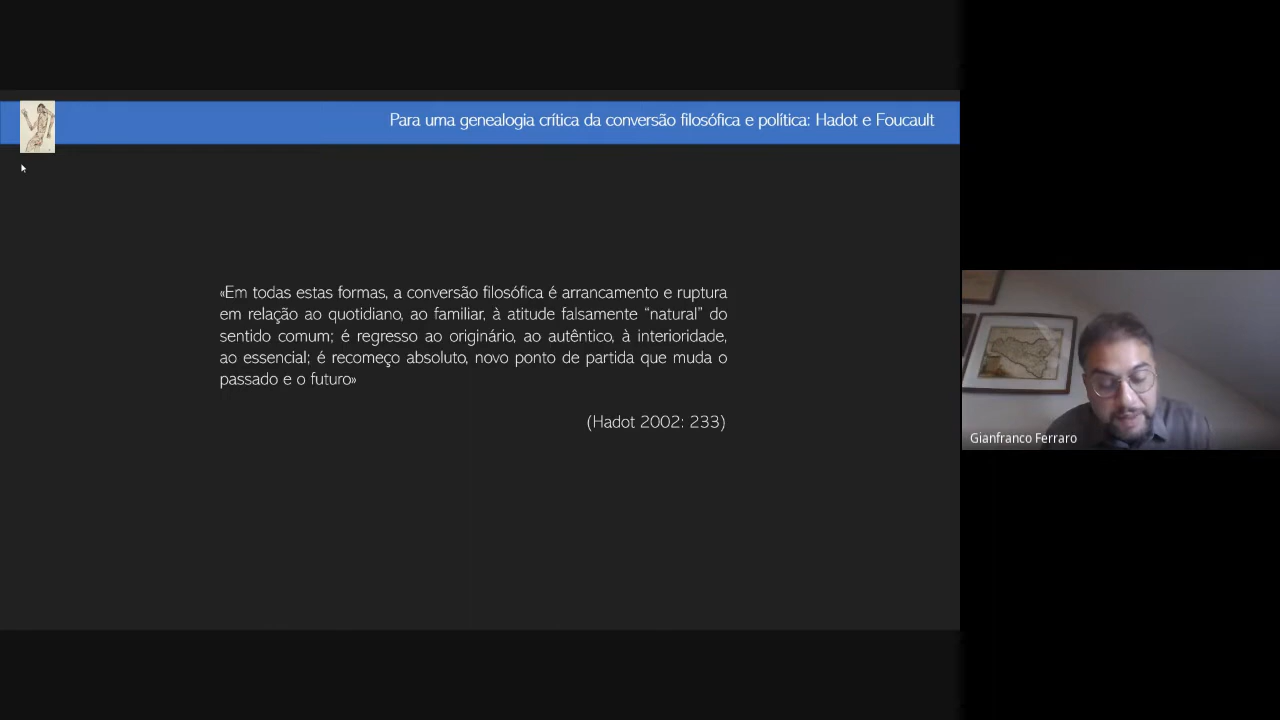 Para uma genealogia crítica da conversão filosófica e política: Hadot e Foucault
«Em todas estas formas, a conversão filosófica é arrancamento e ruptura
em relação ao quotidiano, ao familiar, à atitude falsamente “natural” do
sentido comum; é regresso ao originário, ao autêntico, à interioridade,
ao essencial; é recomeço absoluto, novo ponto de partida que muda o
passado e o futuro»
(Hadot 2002: 233)
Gianfranco Ferraro